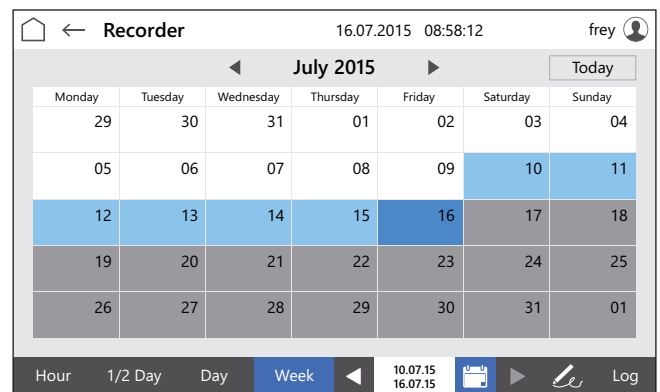 Recorder 16.07.2015 08:58:12 frey
July 2015 Today
Monday Tuesday Wednesday Thursday Friday Saturday Sunday
29 30 31 01 02 03 04
05 06 07 08 09 10 11
12 13 14 15 16 17 18
19 20 21 22 23 24 25
26 27 28 29 30 31 01
Hour 1/2 Day Day Week 10.07.15 Log
16.07.15